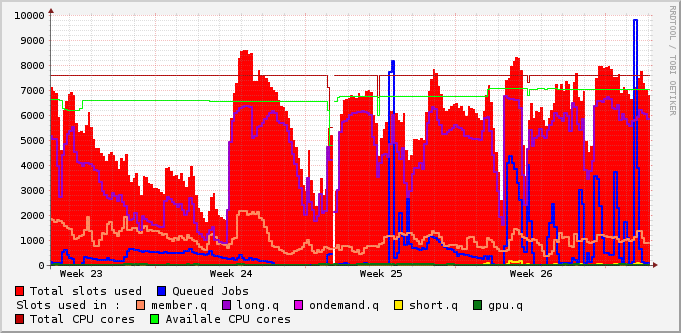 10000
9000
8000
7000
6000
5000
4000
3000
2000
1000
0
Week 23 Week 24 Week 25 Week 26
Total slots used Queued Jobs
Slots used in : member.q long.q ondemand.q short.q gpu.q
Total CPU cores Availale CPU cores
RRDTOOL / TOBI OETIKER